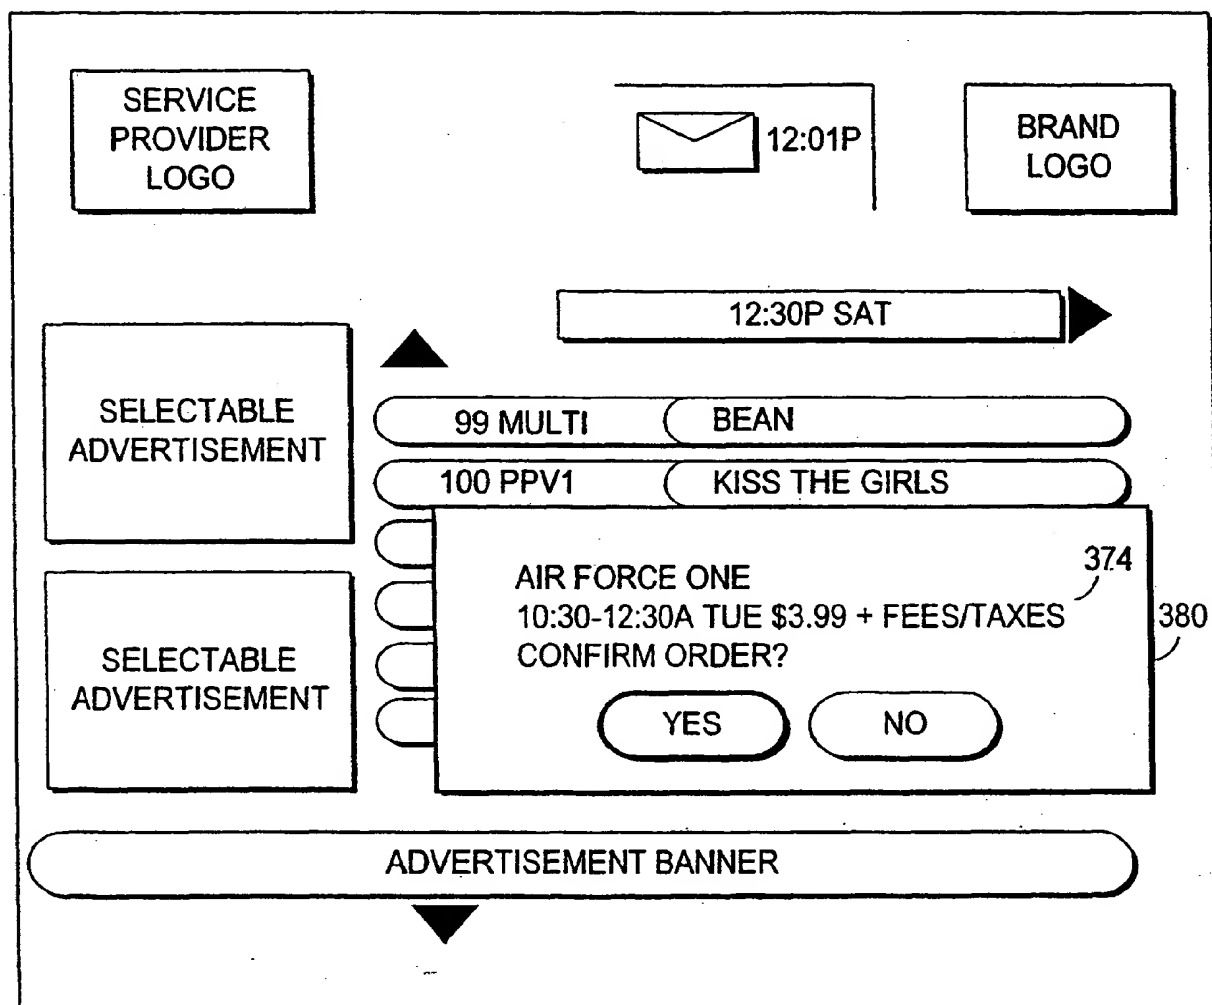 SERVICE
PROVIDER
LOGO
12:01P
BRAND
LOGO
12:30P SAT
SELECTABLE
ADVERTISEMENT
99 MULTI BEAN
100 PPV1 KISS THE GIRLS
374
AIR FORCE ONE
10:30-12:30A TUE $3.99 + FEES/TAXES
CONFIRM ORDER?
380
YES NO
SELECTABLE
ADVERTISEMENT
ADVERTISEMENT BANNER